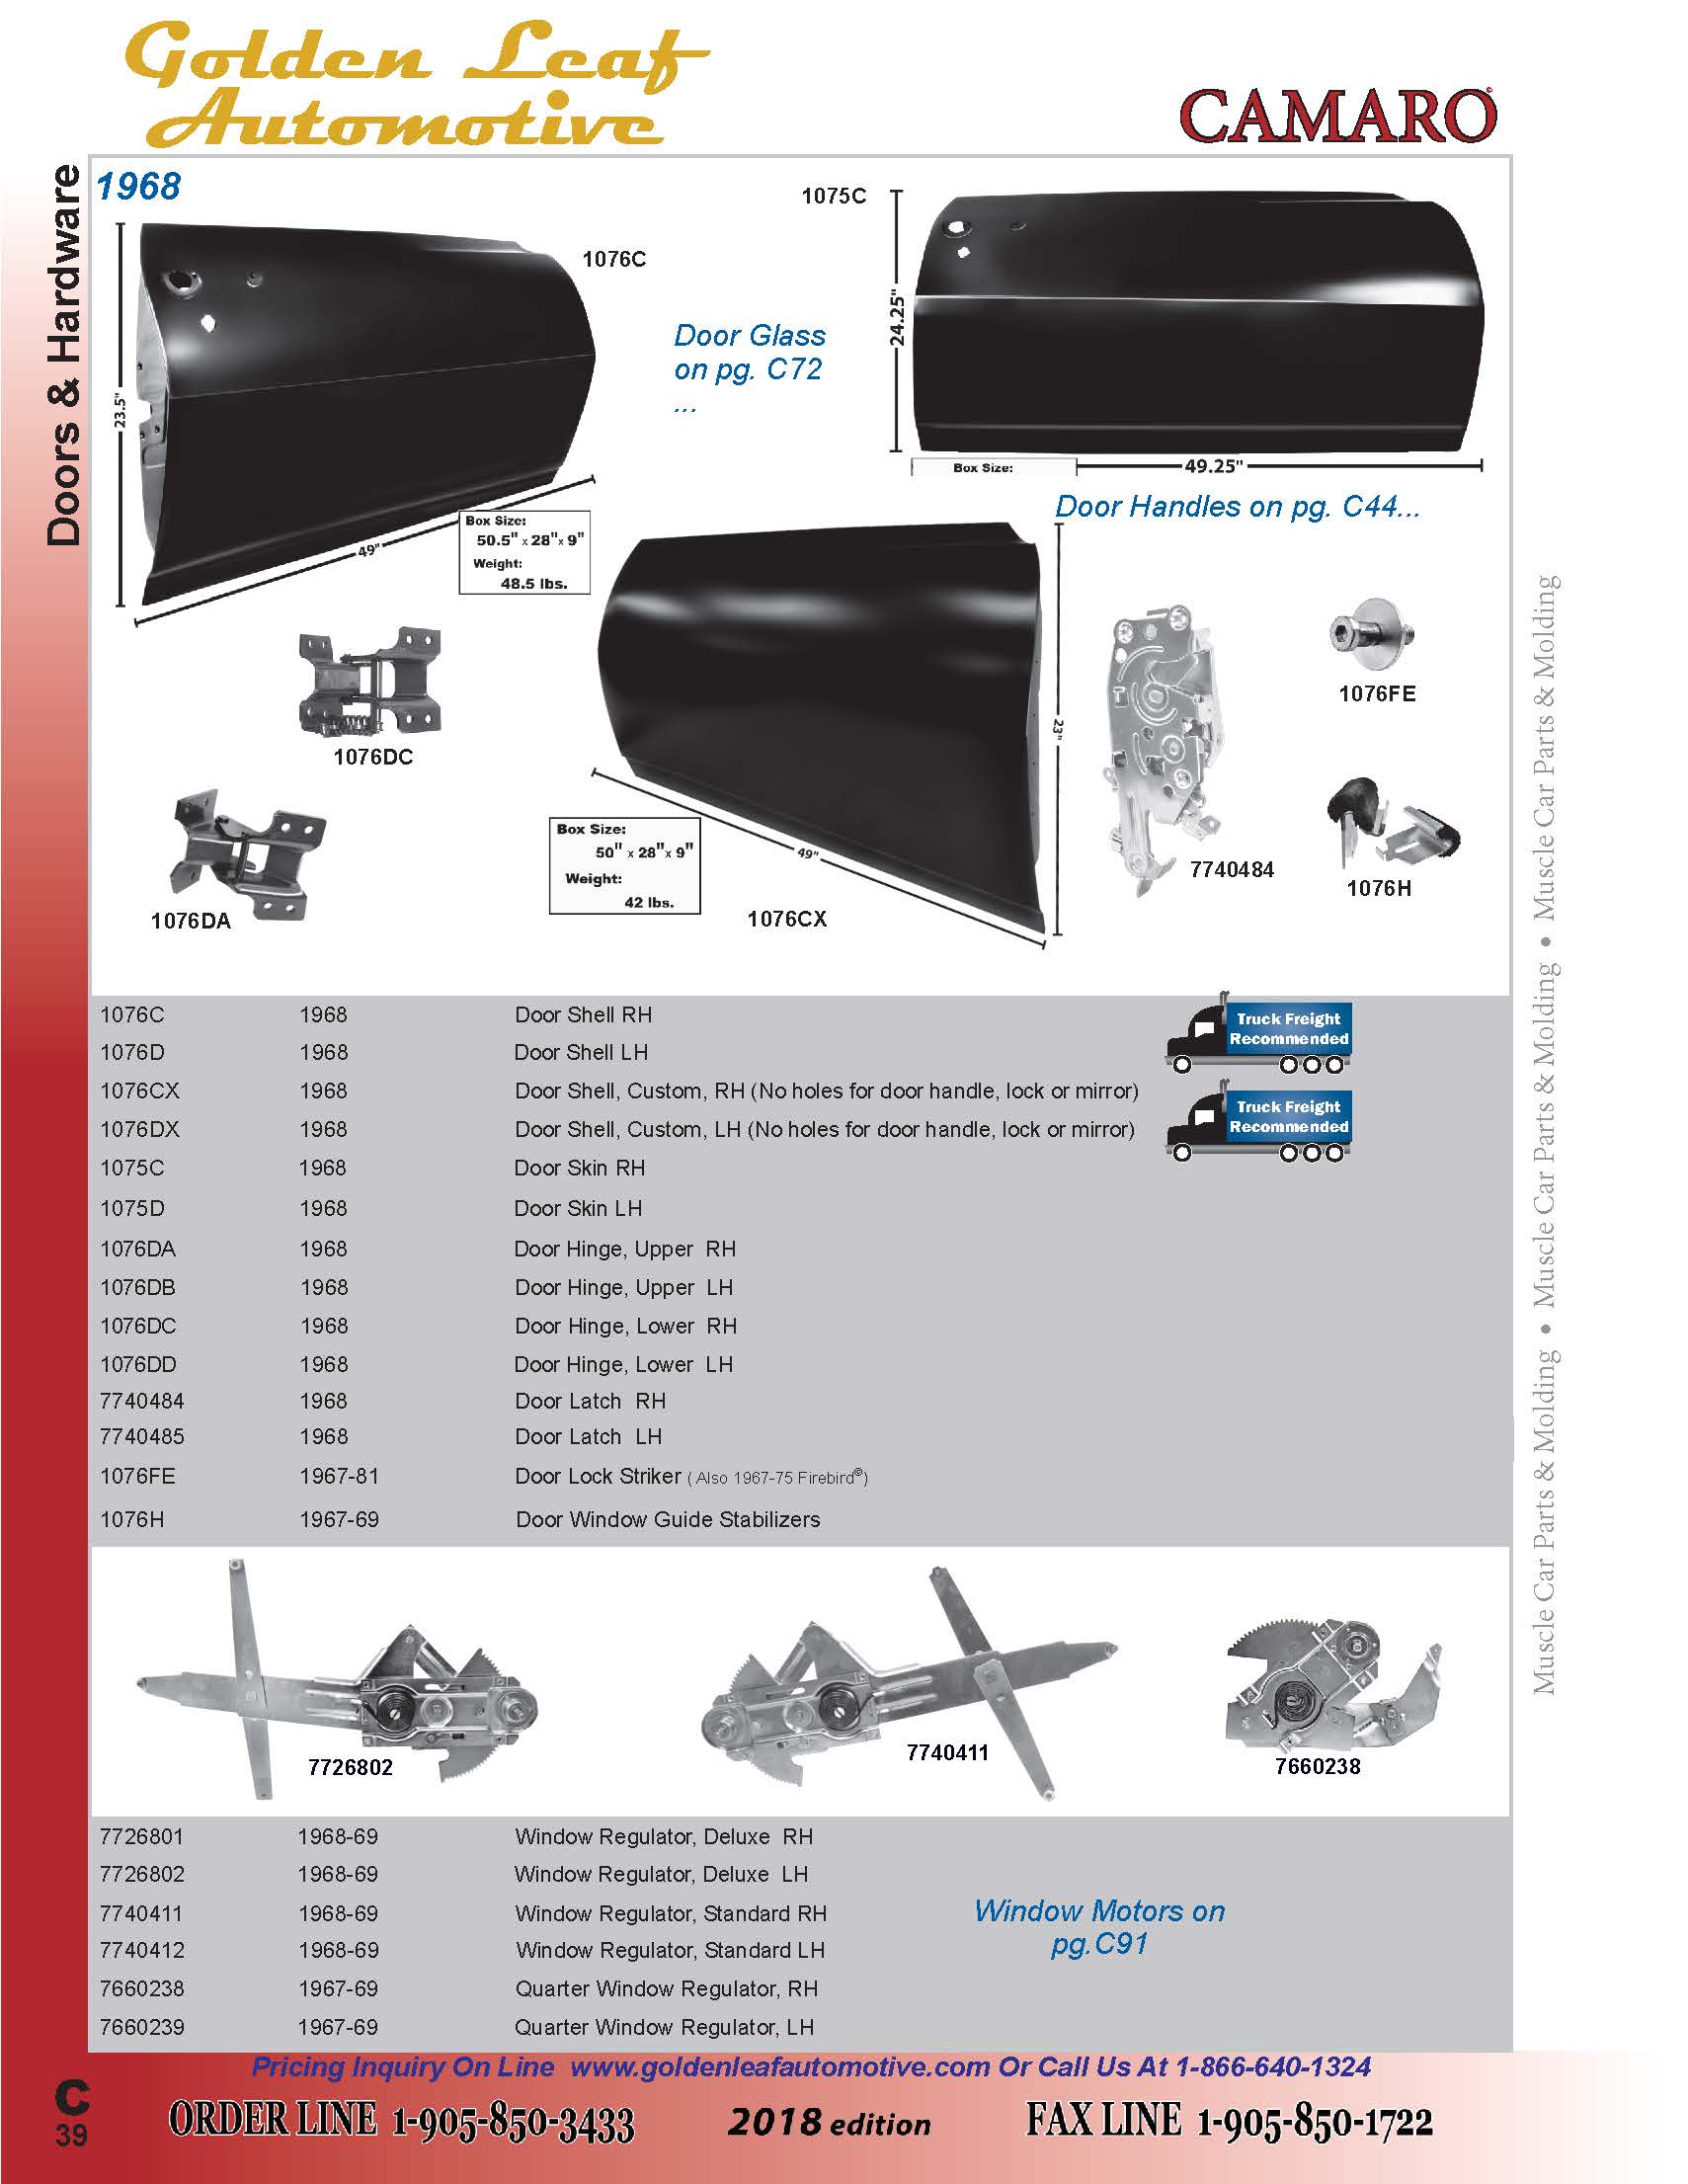 Golden Leaf
Automotive
CAMARO
Doors & Hardware
1968
1075C
1076C
24.25"
23.5"
Door Glass
on pg. C72
...
Box Size:
49.25"
Door Handles on pg. C44...
Box Size:
50.5" x 28"x 9"
Weight:
48.5 lbs.
49"
1076FE
23"
1076DC
Box Size:
50" x 28"x 9"
Weight:
42 lbs.
49"
7740484
1076H
1076DA
1076CX
1076C 1968 Door Shell RH
1076D 1968 Door Shell LH
Truck Freight
Recommended
1076CX 1968 Door Shell, Custom, RH (No holes for door handle, lock or mirror)
1076DX 1968 Door Shell, Custom, LH (No holes for door handle, lock or mirror)
Truck Freight
Recommended
1075C 1968 Door Skin RH
1075D 1968 Door Skin LH
1076DA 1968 Door Hinge, Upper RH
1076DB 1968 Door Hinge, Upper LH
1076DC 1968 Door Hinge, Lower RH
1076DD 1968 Door Hinge, Lower LH
7740484 1968 Door Latch RH
7740485 1968 Door Latch LH
1076FE 1967-81 Door Lock Striker ( Also 1967-75 Firebird®)
1076H 1967-69 Door Window Guide Stabilizers
7726802
7740411
7660238
7726801 1968-69 Window Regulator, Deluxe RH
7726802 1968-69 Window Regulator, Deluxe LH
7740411 1968-69 Window Regulator, Standard RH
7740412 1968-69 Window Regulator, Standard LH
7660238 1967-69 Quarter Window Regulator, RH
7660239 1967-69 Quarter Window Regulator, LH
Window Motors on
pg.C91
Muscle Car Parts & Molding • Muscle Car Parts & Molding • Muscle Car Parts & Molding
Pricing Inquiry On Line www.goldenleafautomotive.com Or Call Us At 1-866-640-1324
C
39
ORDER LINE 1-905-850-3433
2018 edition
FAX LINE 1-905-850-1722